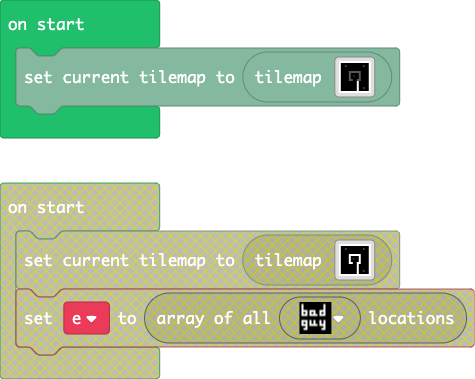 on start
set current tilemap to tilemap
on start
set current tilemap to tilemap
set e to array of all bad guy locations